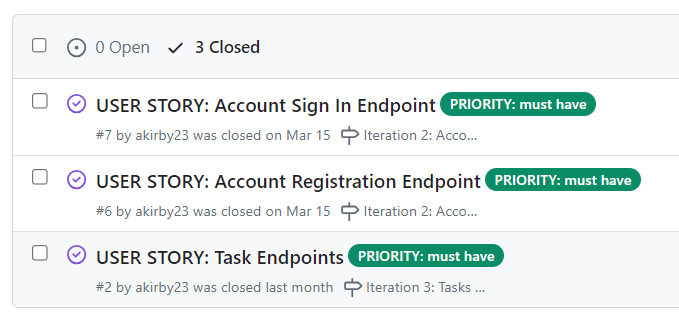 0 Open 3 Closed
USER STORY: Account Sign In Endpoint PRIORITY: must have
#7 by akirby23 was closed on Mar 15 Iteration 2: Acco...
USER STORY: Account Registration Endpoint PRIORITY: must have
#6 by akirby23 was closed on Mar 15 Iteration 2: Acco...
USER STORY: Task Endpoints PRIORITY: must have
#2 by akirby23 was closed last month Iteration 3: Tasks ...